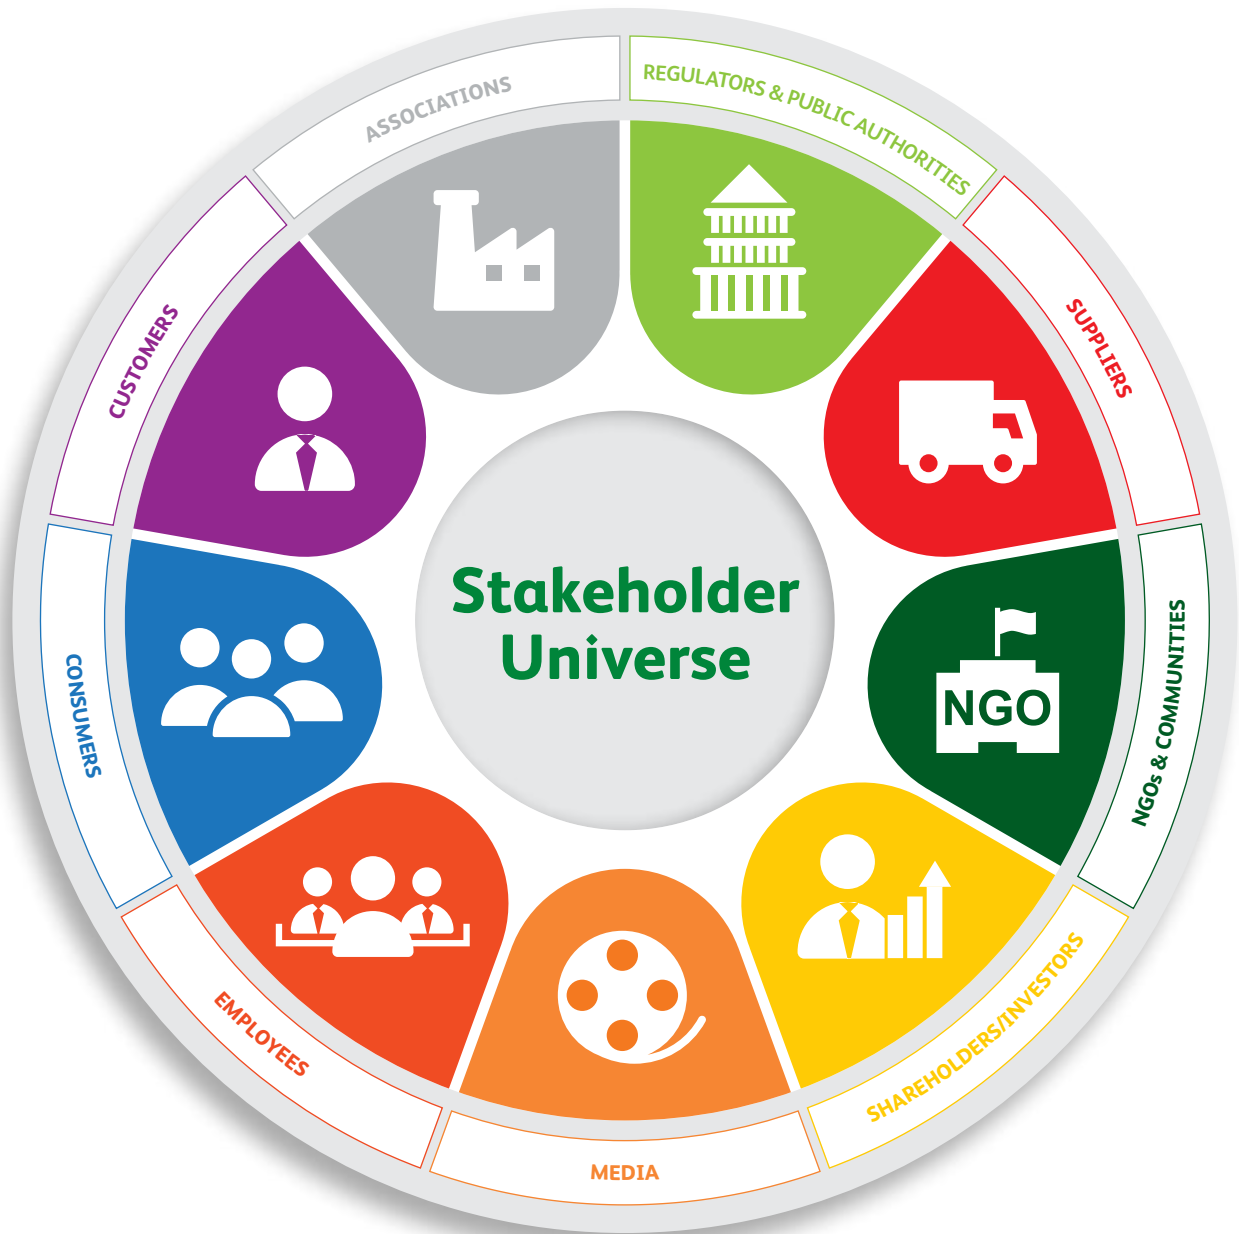 ASSOCIATIONS
REGULATORS & PUBLIC AUTHORITIES
SUPPLIERS
NGOs & COMMUNITIES
NGO
SHAREHOLDERS/INVESTORS
MEDIA
EMPLOYEES
CONSUMERS
CUSTOMERS
Stakeholder
Universe